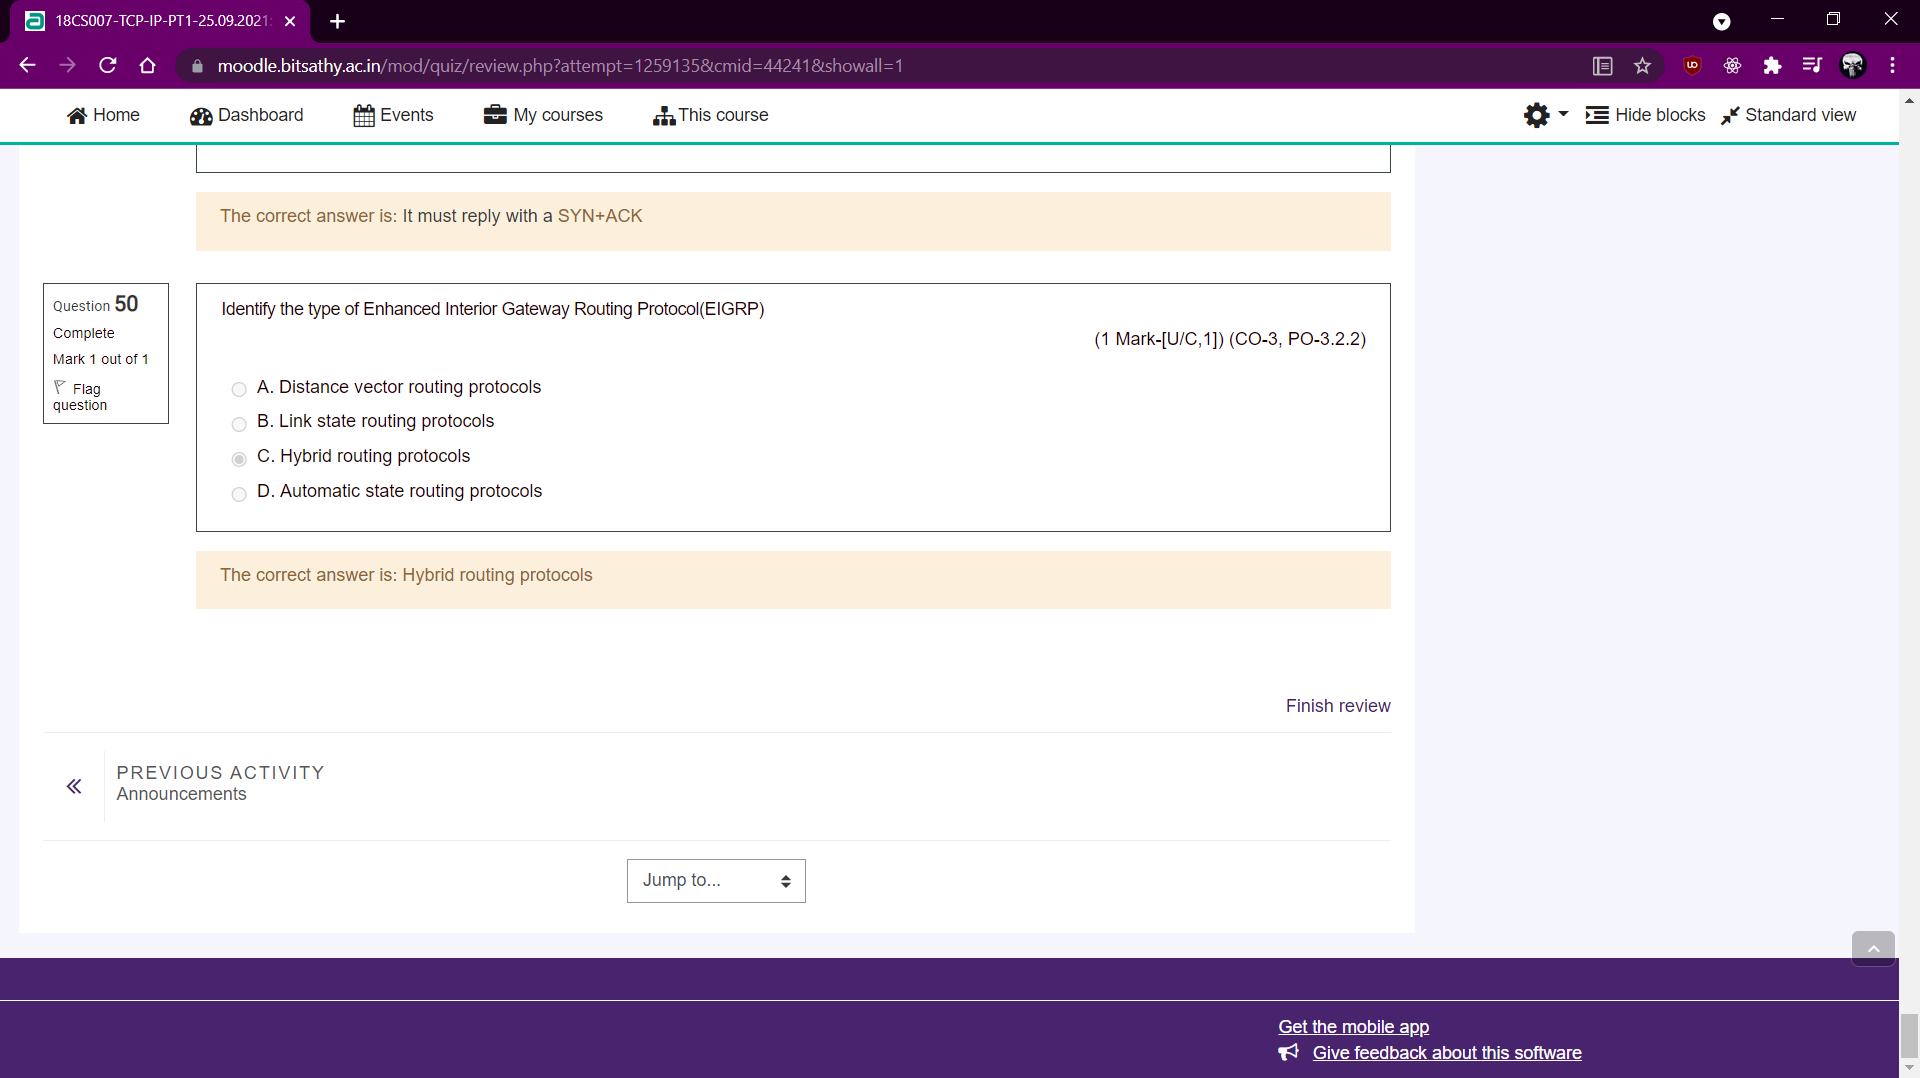 18CS007-TCP-IP-PT1-25.09.2021
moodle.bitsathy.ac.in/mod/quiz/review.php?attempt=1259135&cmid=44241&showall=1
Home Dashboard Events My courses This course Hide blocks Standard view
The correct answer is: It must reply with a SYN+ACK
Question 50
Complete
Mark 1 out of 1
Flag
question
Identify the type of Enhanced Interior Gateway Routing Protocol(EIGRP)
(1 Mark-[U/C,1]) (CO-3, PO-3.2.2)
A. Distance vector routing protocols
B. Link state routing protocols
C. Hybrid routing protocols
D. Automatic state routing protocols
The correct answer is: Hybrid routing protocols
Finish review
PREVIOUS ACTIVITY
Announcements
Jump to...
Get the mobile app
Give feedback about this software